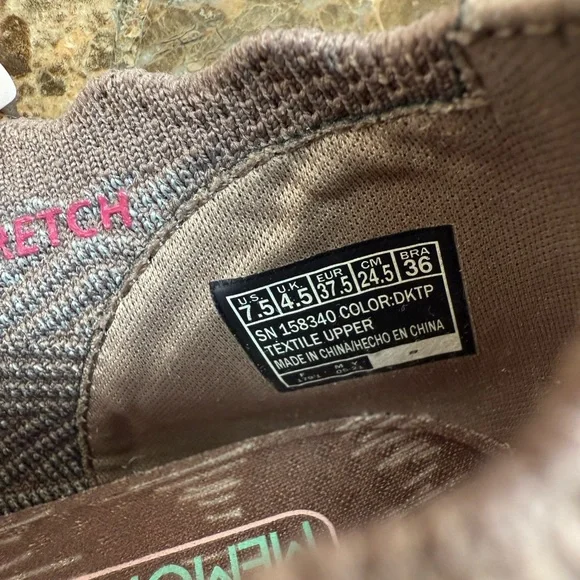 RETCH
U.S. U.K. EUR CM BRA
7.5 4.5 37.5 24.5 36
SN 158340 COLOR:DKTP
TEXTILE UPPER
MADE IN CHINA/HECHO EN CHINA
F M Y
MEMO